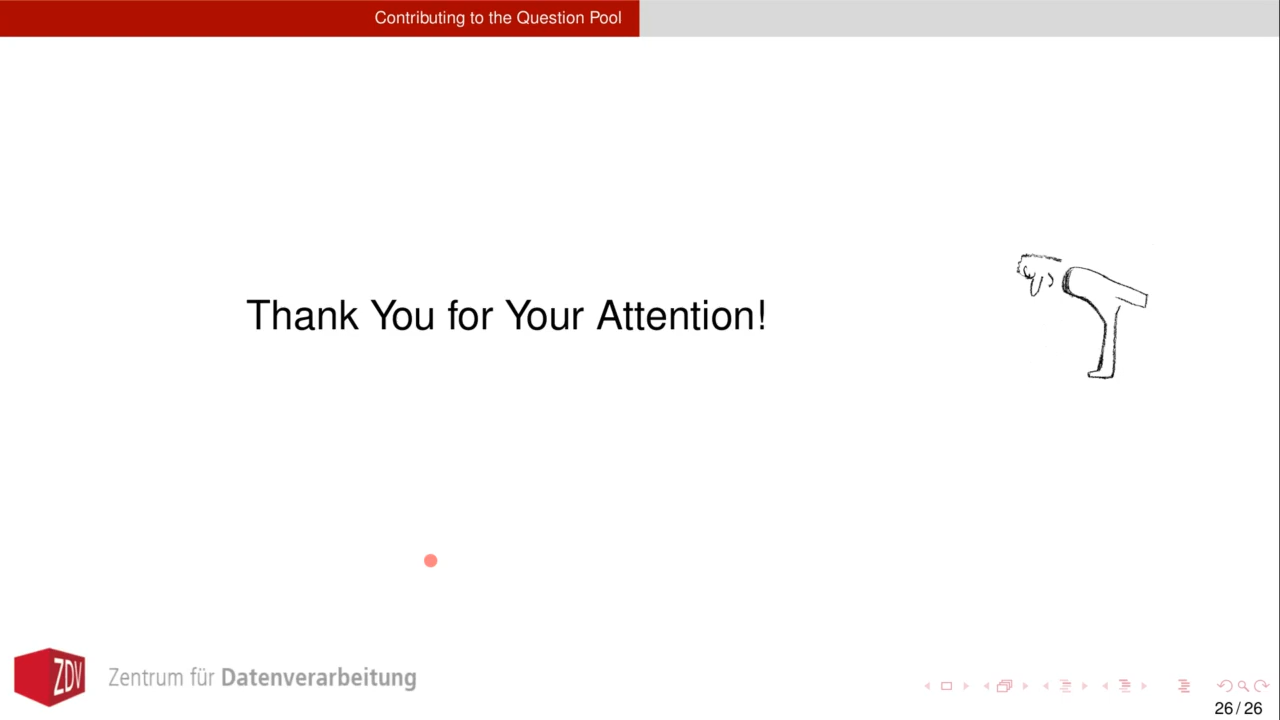 Contributing to the Question Pool
Thank You for Your Attention!
ZDV
Zentrum für Datenverarbeitung
26 / 26